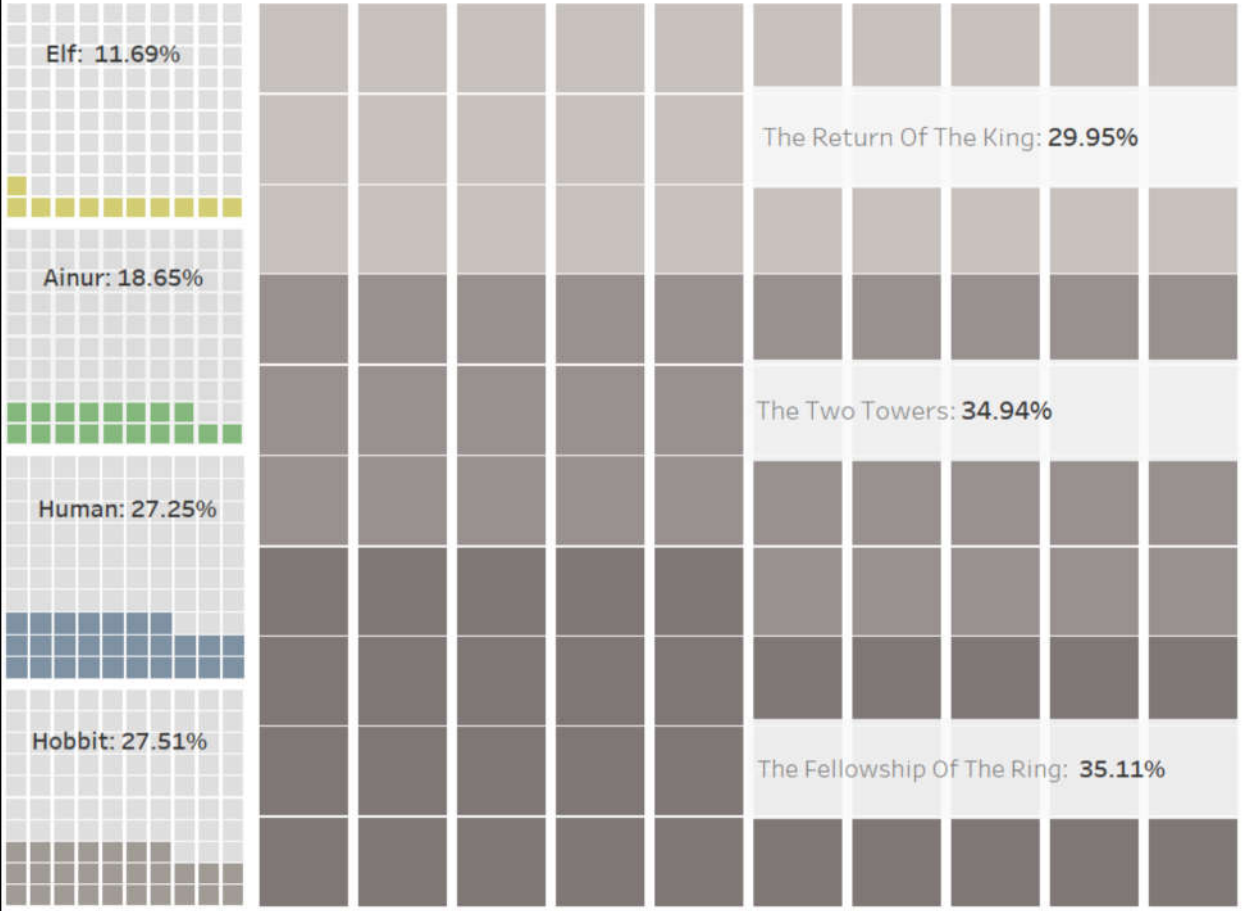 Elf: 11.69%
Ainur: 18.65%
Human: 27.25%
Hobbit: 27.51%
The Return Of The King: 29.95%
The Two Towers: 34.94%
The Fellowship Of The Ring: 35.11%